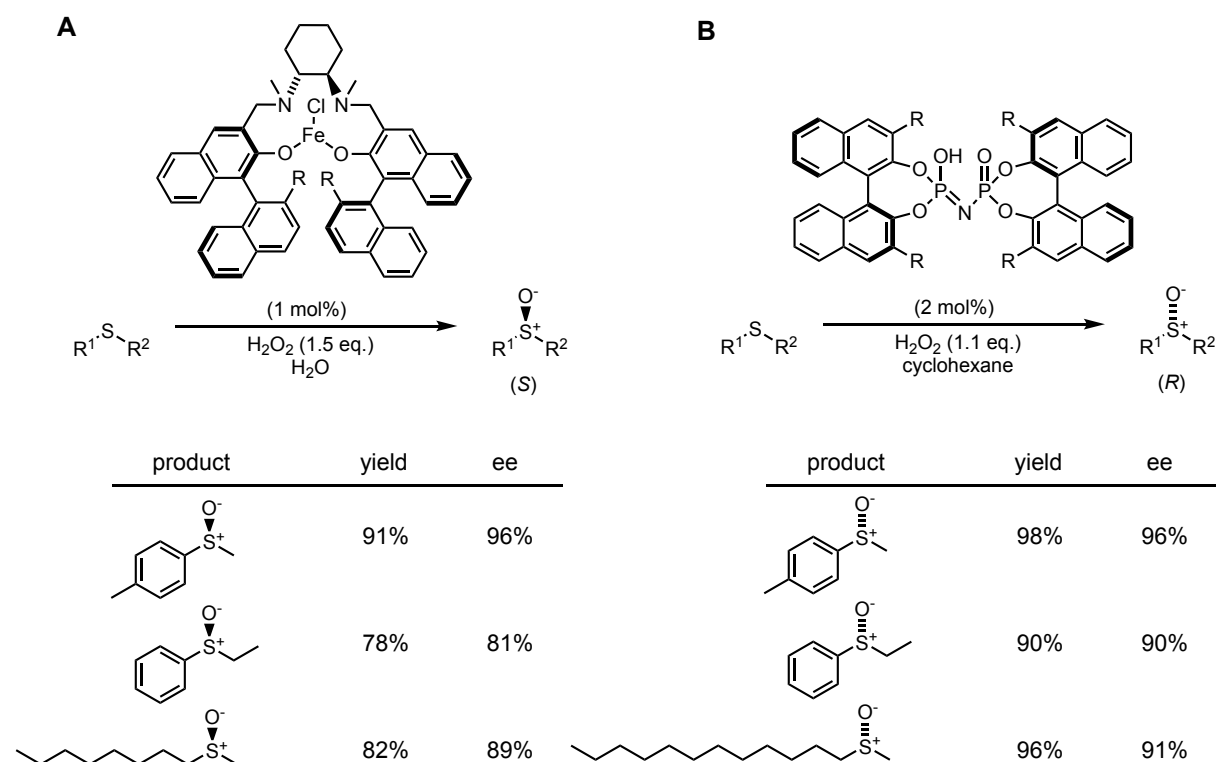 A
N
N
Cl
Fe
O
O
R
R
(1 mol%)
H₂O₂ (1.5 eq.)
H₂O
R¹
S
R²
O⁻
R¹
S⁺
R²
(S)
product yield ee
O⁻
S⁺
91% 96%
O⁻
S⁺
78% 81%
O⁻
S⁺
82% 89%
B
R
R
OH
O
O
O
P
P
N
O
O
R
R
(2 mol%)
H₂O₂ (1.1 eq.)
cyclohexane
R¹
S
R²
O⁻
R¹
S⁺
R²
(R)
product yield ee
O⁻
S⁺
98% 96%
O⁻
S⁺
90% 90%
O⁻
S⁺
96% 91%